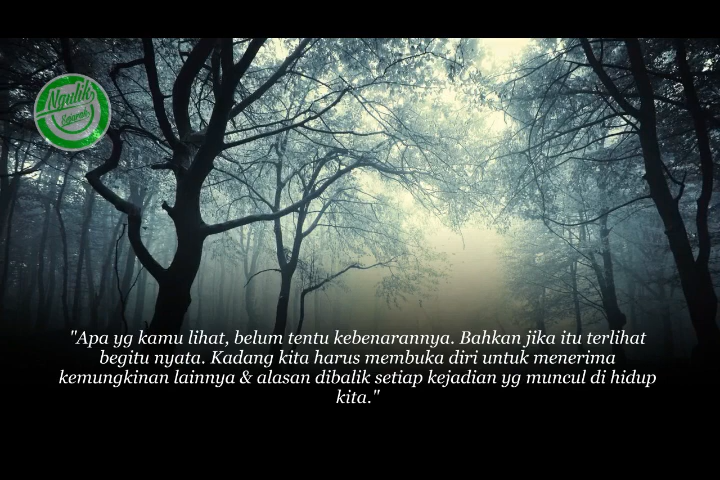 Ngulik
Sejarah
"Apa yg kamu lihat, belum tentu kebenarannya. Bahkan jika itu terlihat
begitu nyata. Kadang kita harus membuka diri untuk menerima
kemungkinan lainnya & alasan dibalik setiap kejadian yg muncul di hidup
kita."